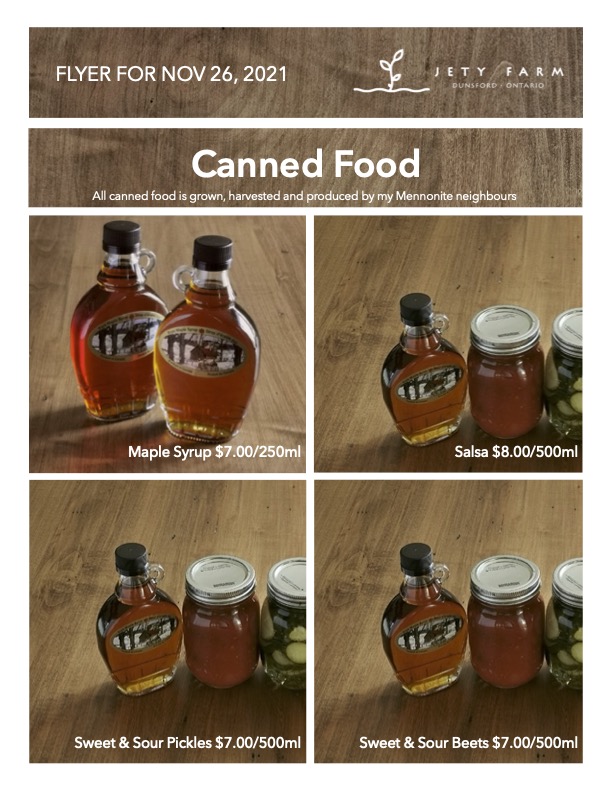 FLYER FOR NOV 26, 2021
JETY FARM
DUNSFORD · ONTARIO
Canned Food
All canned food is grown, harvested and produced by my Mennonite neighbours
Maple Syrup $7.00/250ml
Salsa $8.00/500ml
Sweet & Sour Pickles $7.00/500ml
Sweet & Sour Beets $7.00/500ml